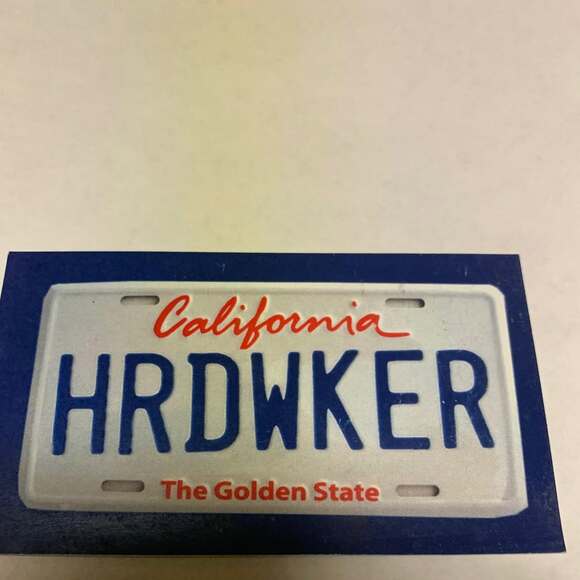 California
HRDWKER
The Golden State